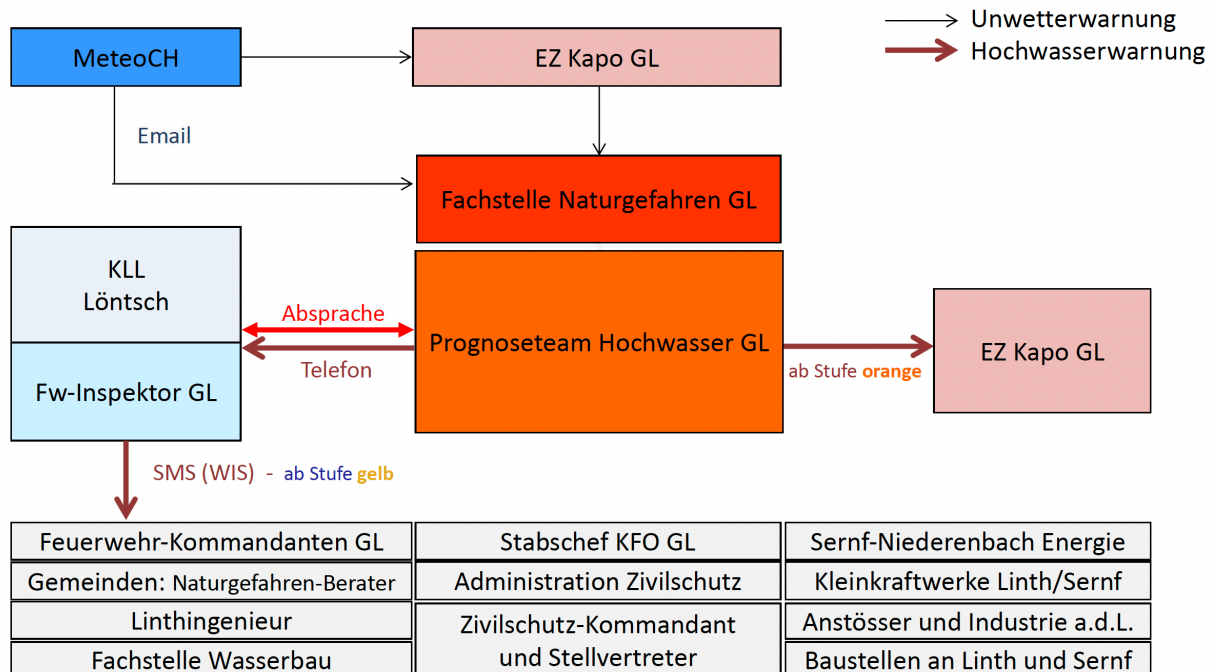 Unwetterwarnung
Hochwasserwarnung
MeteoCH
EZ Kapo GL
Email
Fachstelle Naturgefahren GL
KLL
Löntsch
Absprache
Prognoseteam Hochwasser GL
Telefon
ab Stufe orange
EZ Kapo GL
Fw-Inspektor GL
SMS (WIS) - ab Stufe gelb
Feuerwehr-Kommandanten GL
Stabschef KFO GL
Sernf-Niederenbach Energie
Gemeinden: Naturgefahren-Berater
Administration Zivilschutz
Kleinkraftwerke Linth/Sernf
Linthingenieur
Zivilschutz-Kommandant
und Stellvertreter
Anstösser und Industrie a.d.L.
Fachstelle Wasserbau
Baustellen an Linth und Sernf